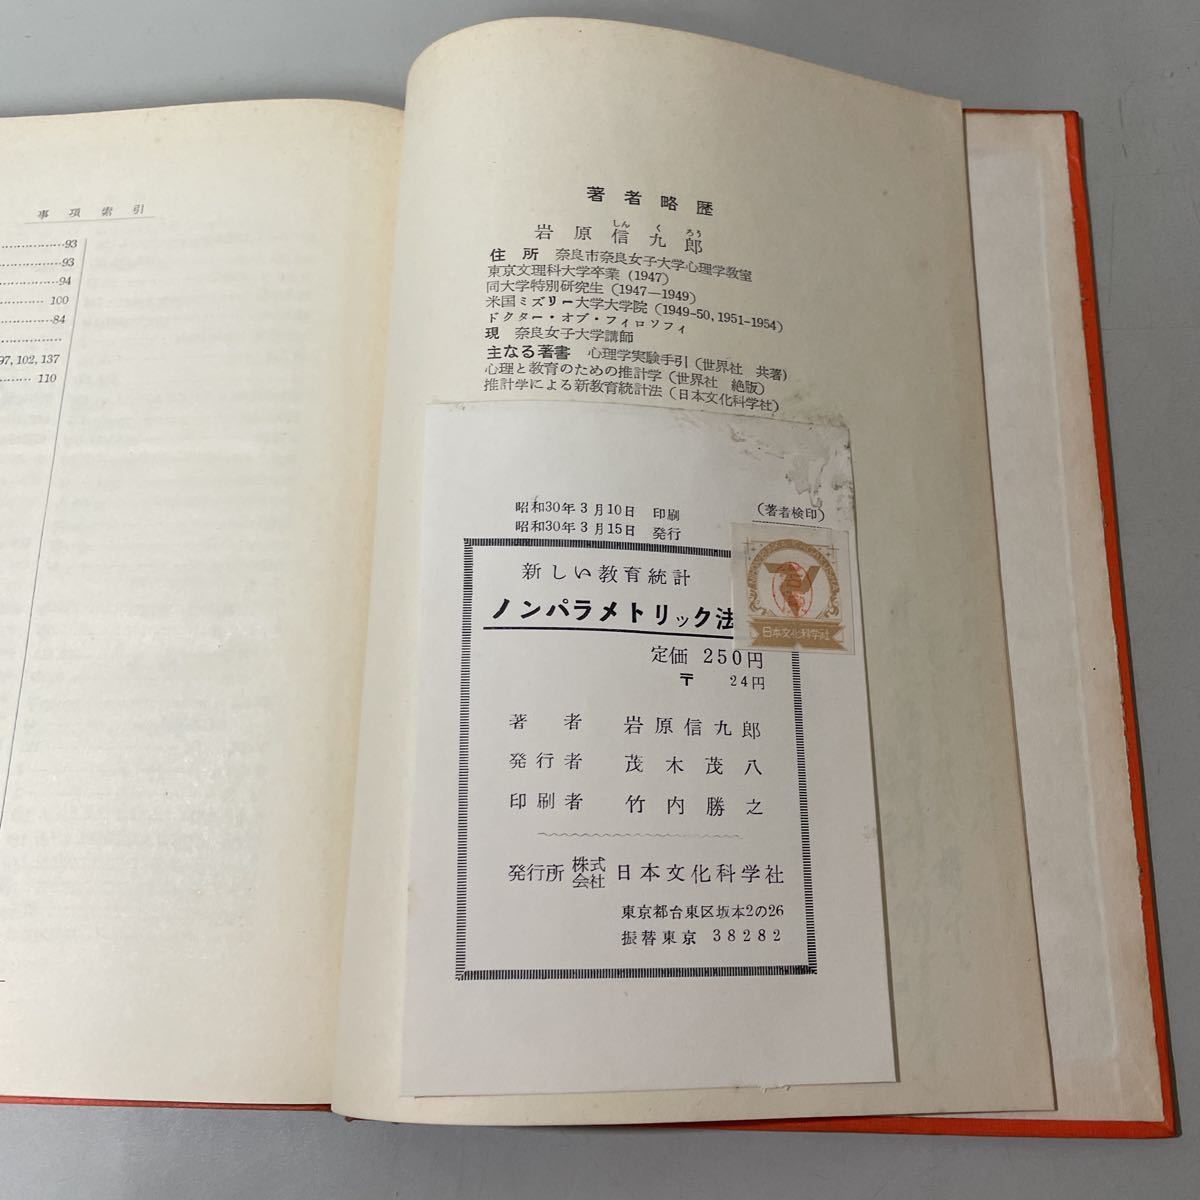 事項索引
93
93
94
100
84
97, 102, 137
110
著者略歴
しん く ろう
岩原信九郎
住所 奈良市奈良女子大学心理学教室
東京文理科大学卒業 (1947)
同大学特別研究生 (1947—1949)
米国ミズリー大学大学院 (1949-50, 1951-1954)
ドクター・オブ・フィロソフィ
現 奈良女子大学講師
主なる著書 心理学実験手引 (世界社 共著)
心理と教育のための推計学 (世界社 絶版)
推計学による新教育統計法 (日本文化科学社)
昭和30年3月10日 印刷
(著者検印)
昭和30年3月15日 発行
新しい教育統計
ノンパラメトリック法
日本文化科学社
定価 250円
〒 24円
著者 岩原信九郎
発行者 茂木茂八
印刷者 竹内勝之
発行所 株式会社 日本文化科学社
東京都台東区坂本2の26
振替東京 38282